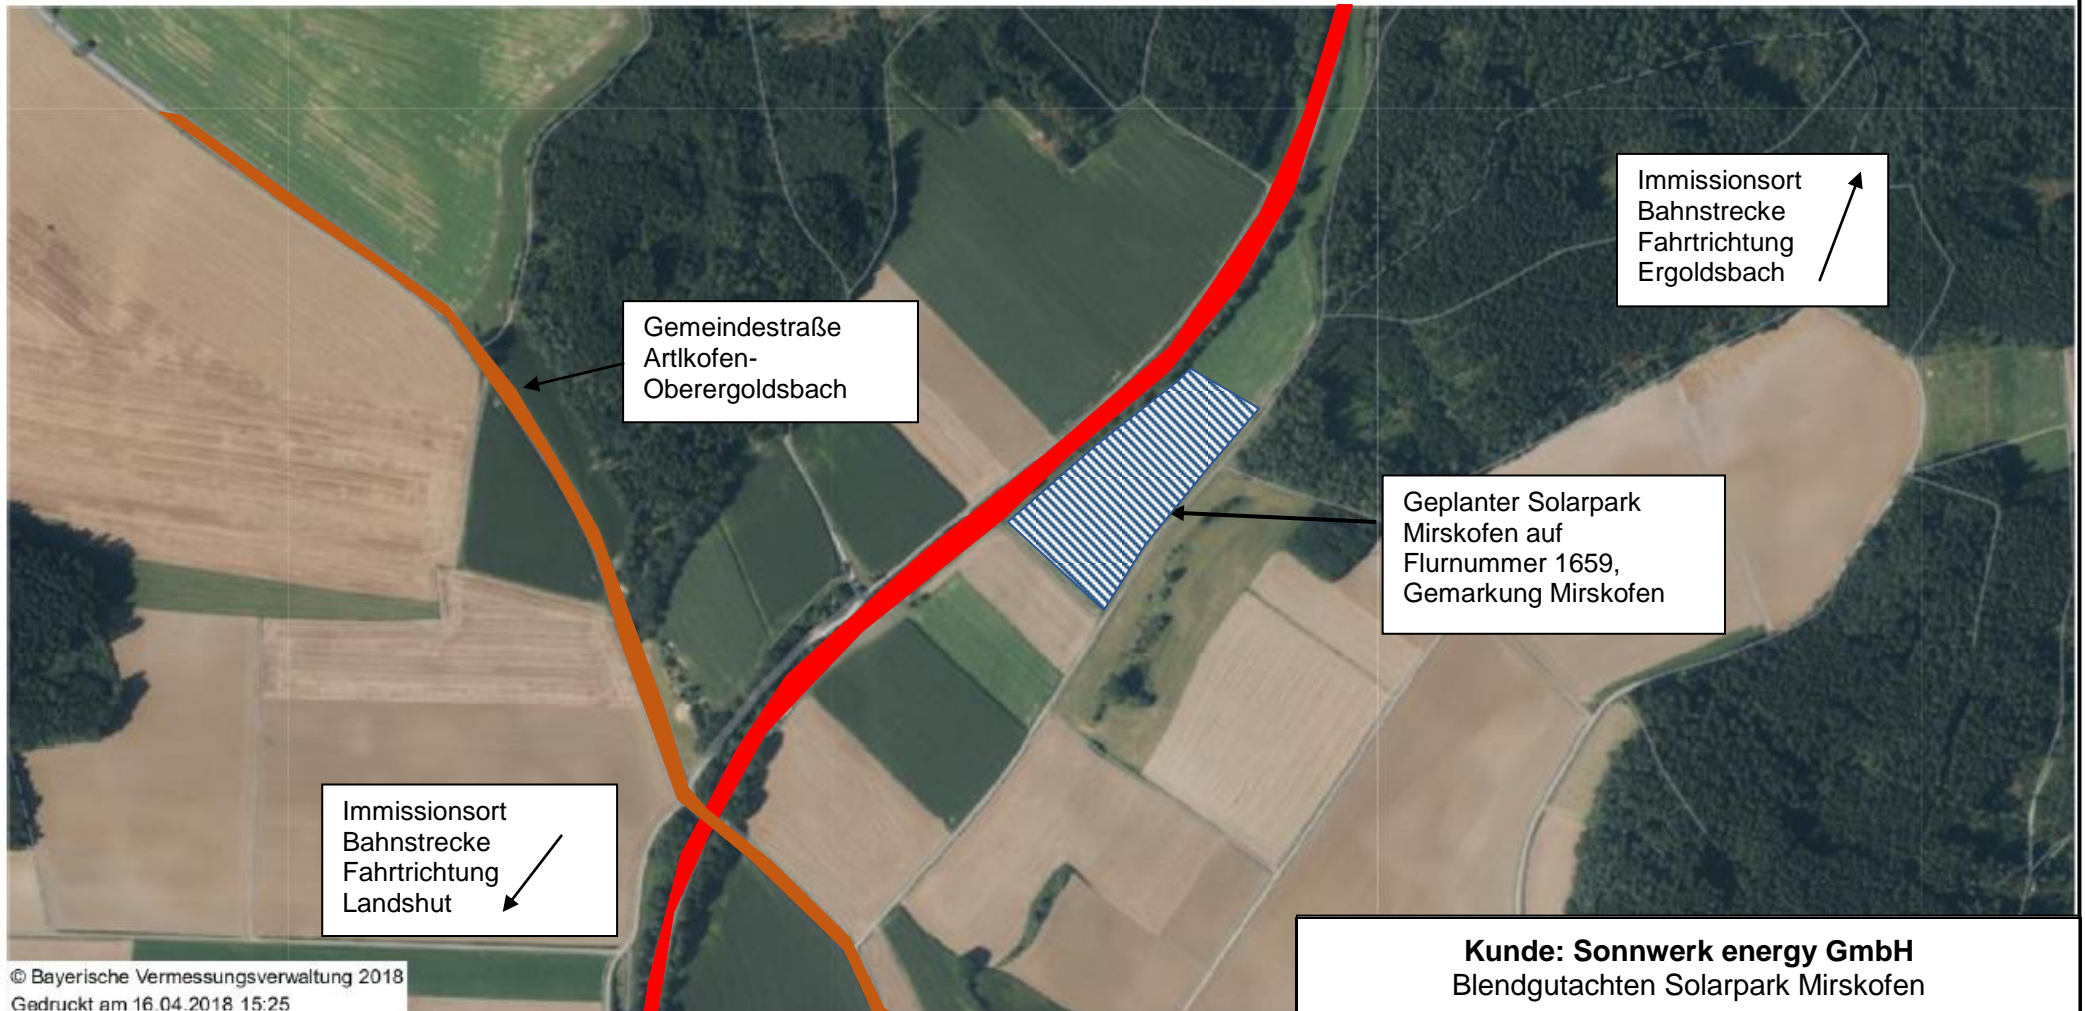 Immissionsort
Bahnstrecke
Fahrtrichtung
Ergoldsbach
Gemeindestraße
Artlkofen-
Oberergoldsbach
Geplanter Solarpark
Mirskofen auf
Flurnummer 1659,
Gemarkung Mirskofen
Immissionsort
Bahnstrecke
Fahrtrichtung
Landshut
Kunde: Sonnwerk energy GmbH
Blendgutachten Solarpark Mirskofen
© Bayerische Vermessungsverwaltung 2018
Gedruckt am 16.04.2018 15:25